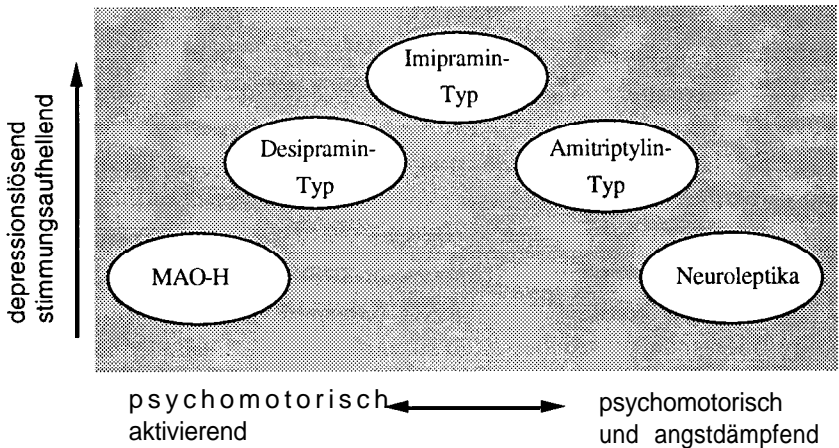 depressionslösend
stimmungsaufhellend
Imipramin-
Typ
Desipramin-
Typ
Amitriptylin-
Typ
MAO-H
Neuroleptika
psychomotorisch
aktivierend
psychomotorisch
und angstdämpfend